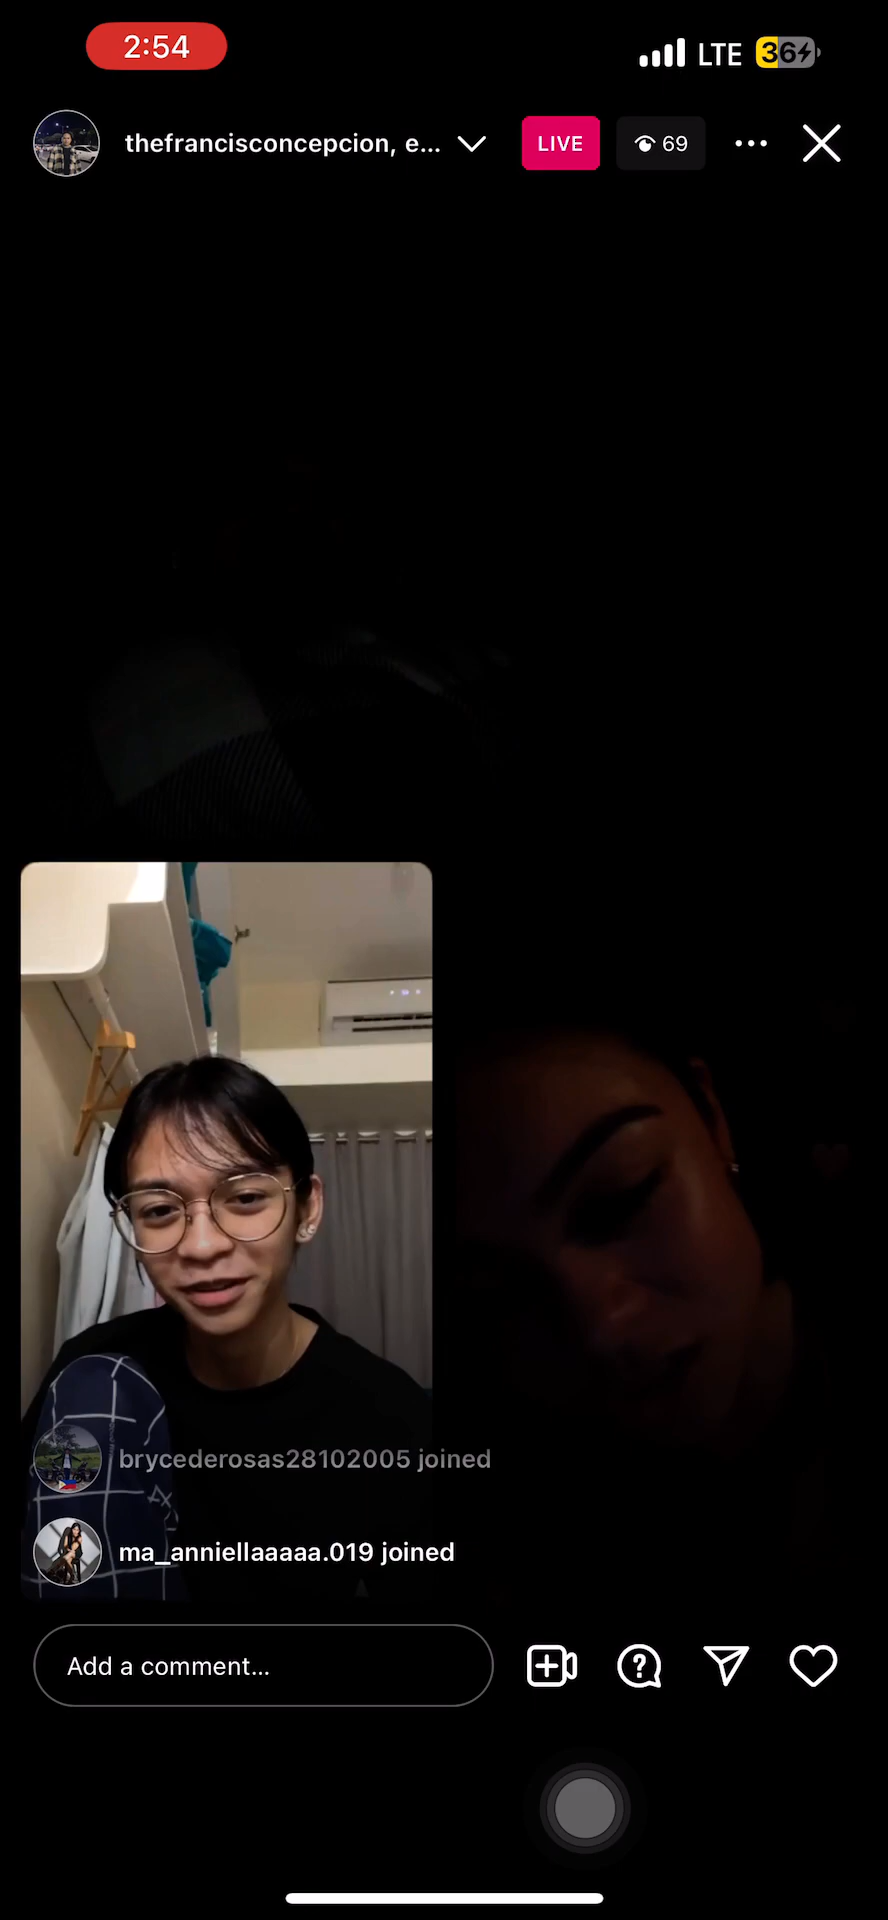 2:54
LTE
36
thefrancisconcepcion, e...
LIVE
69
brycederosas28102005 joined
ma_anniellaaaaa.019 joined
Add a comment...